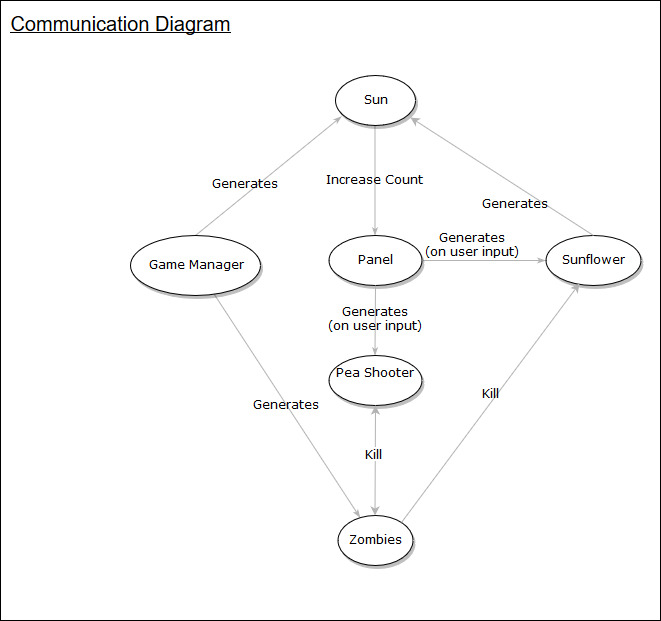 Communication Diagram
Sun
Generates
Increase Count
Generates
Game Manager
Panel
Generates
(on user input)
Sunflower
Generates
(on user input)
Pea Shooter
Generates
Kill
Kill
Zombies